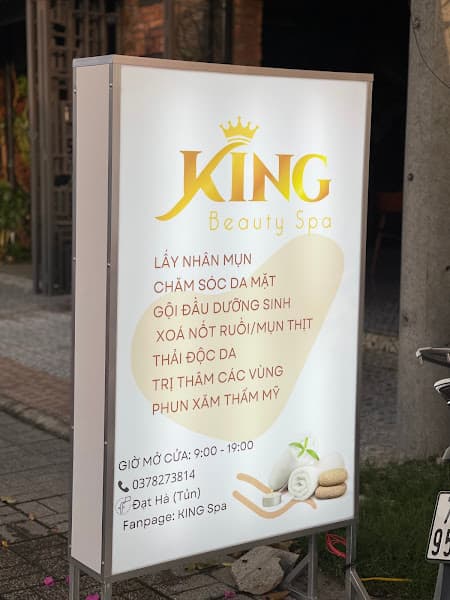 KING
Beauty Spa
LẤY NHÂN MỤN
CHĂM SÓC DA MẶT
GỘI ĐẦU DƯỠNG SINH
XOÁ NỐT RUỒI/MỤN THỊT
THẢI ĐỘC DA
TRỊ THÂM CÁC VÙNG
PHUN XĂM THẨM MỸ
GIỜ MỞ CỬA: 9:00 - 19:00
0378273814
Đạt Hà (Tủn)
Fanpage: KING Spa
7
95